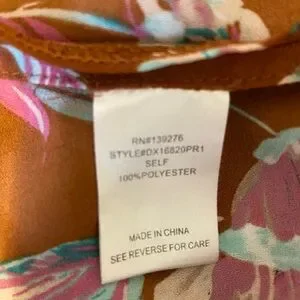 RN#139276
STYLE#DX16820PR1
SELF
100%POLYESTER
MADE IN CHINA
SEE REVERSE FOR CARE